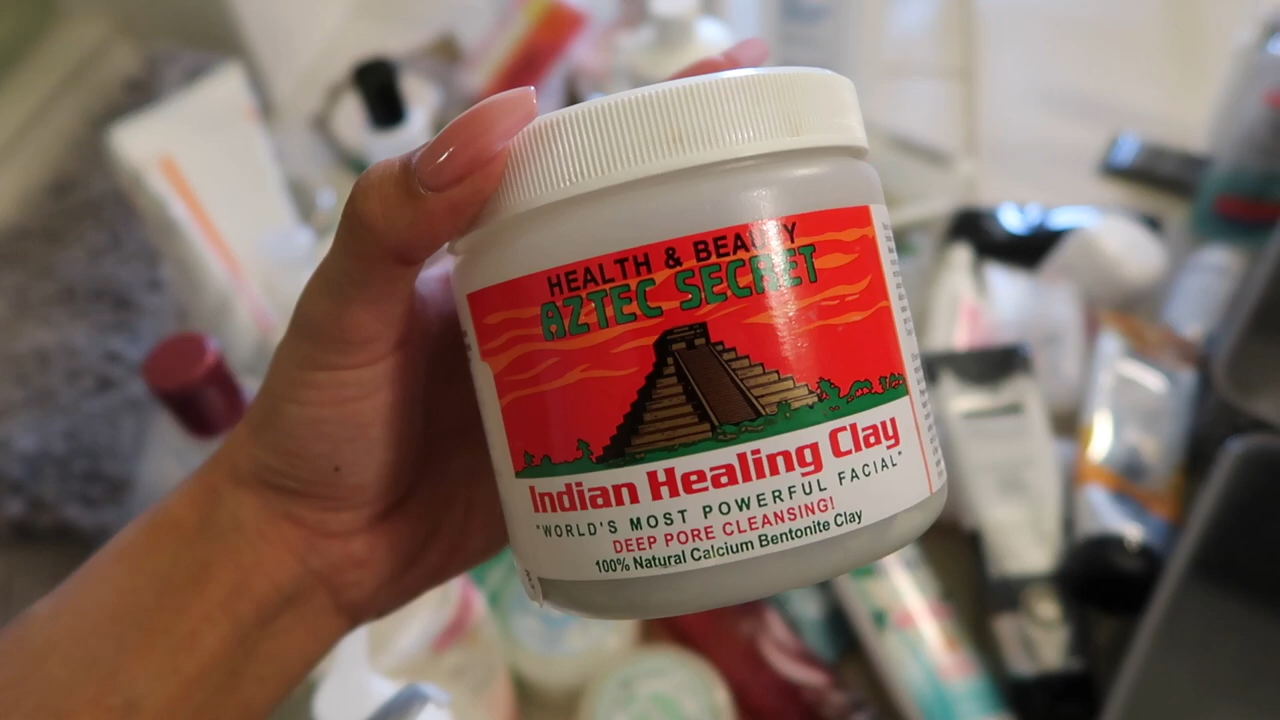 HEALTH & BEAUTY
AZTEC SECRET
Indian Healing Clay
"WORLD'S MOST POWERFUL FACIAL"
DEEP PORE CLEANSING!
100% Natural Calcium Bentonite Clay